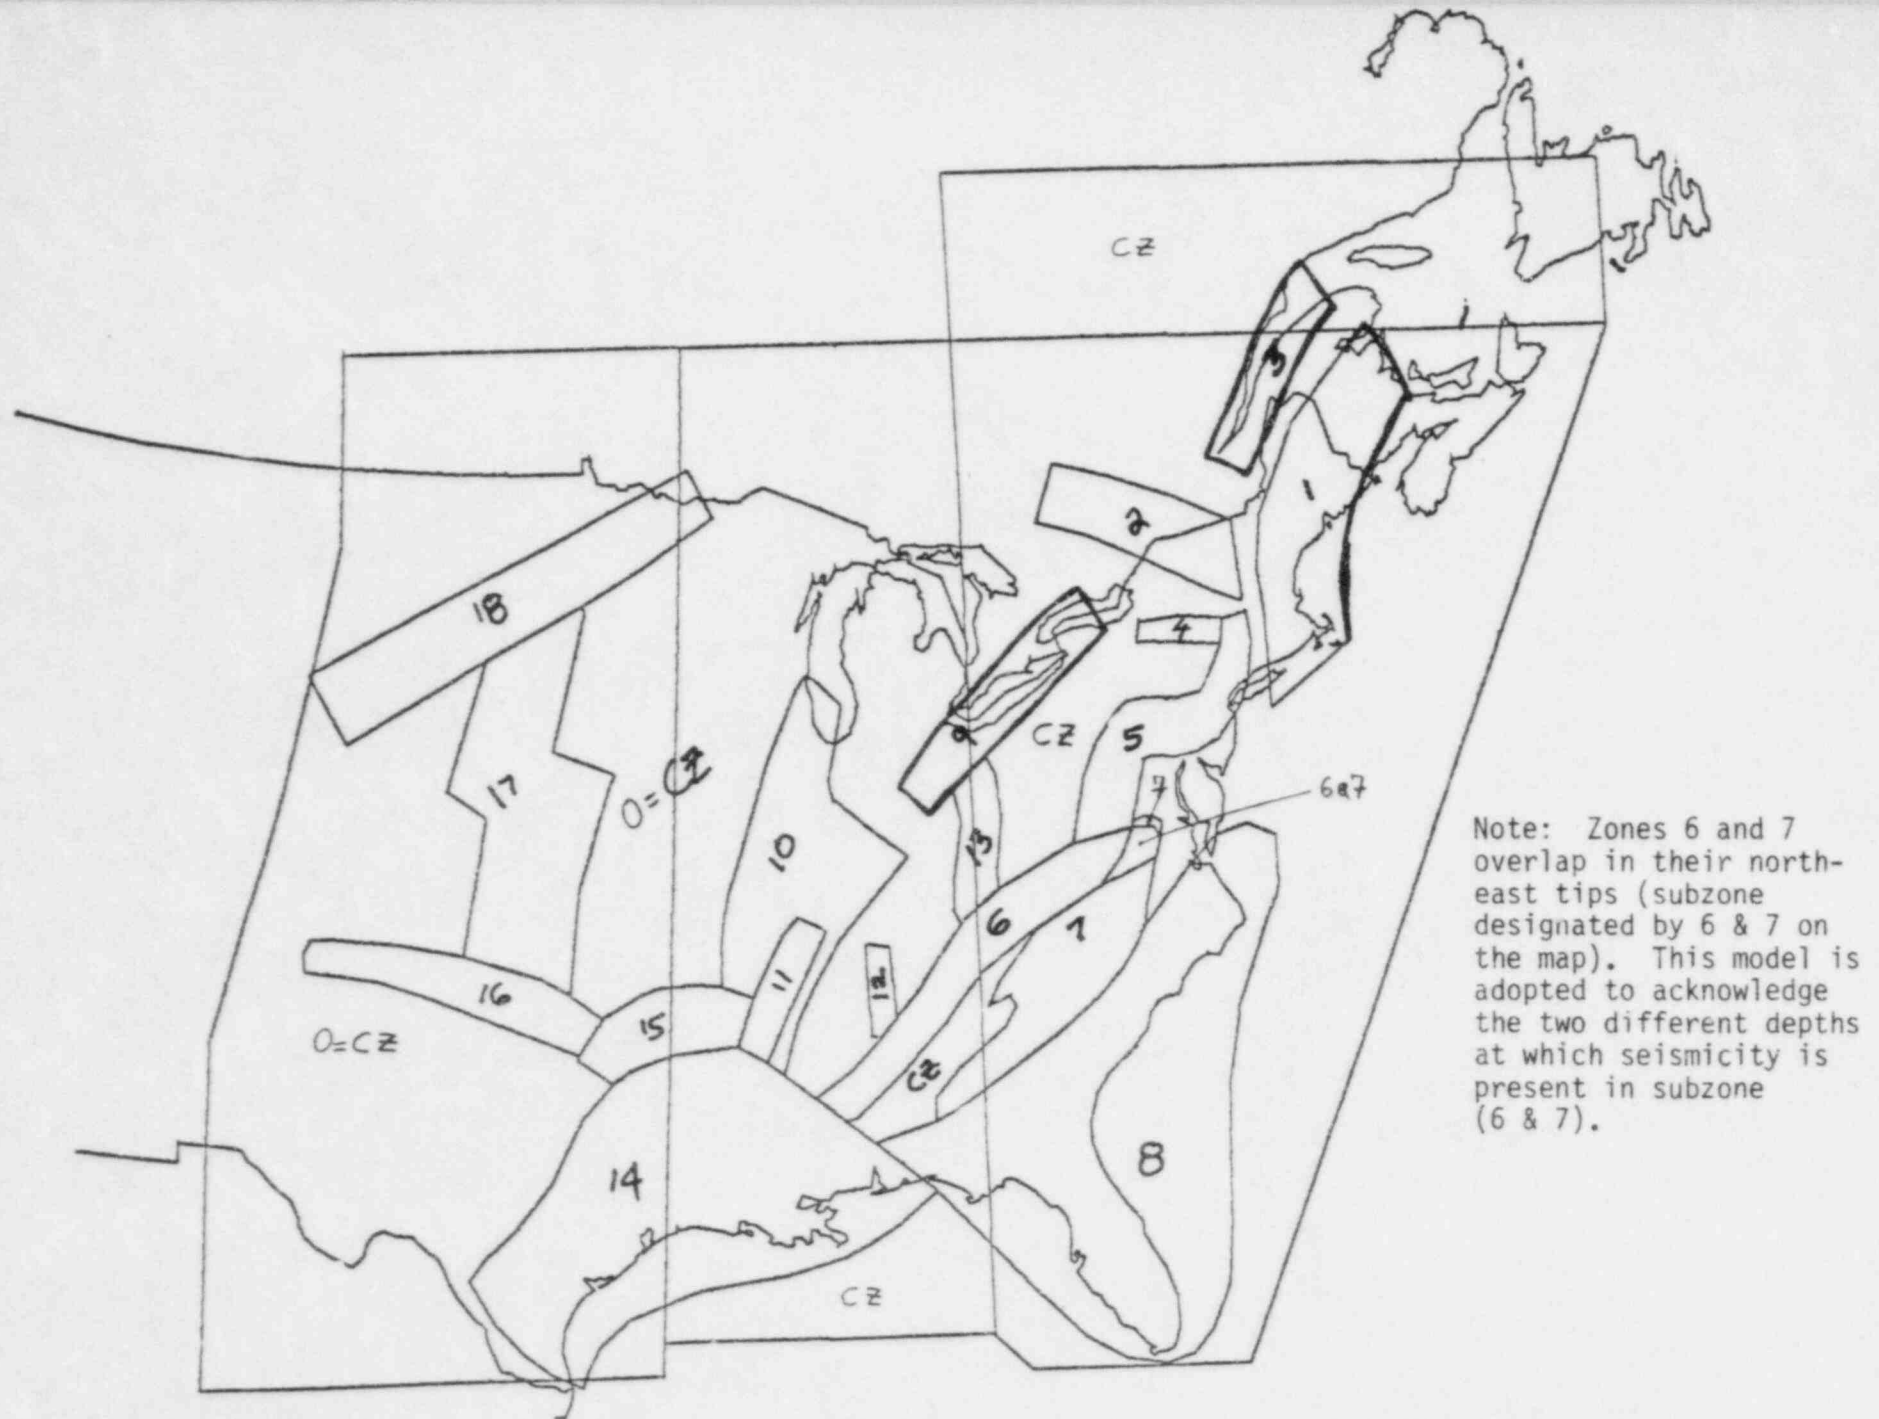 CZ
3
1
2
18
4
9
CZ
5
17
0=CZ
7
6&7
10
13
6
7
11
12
16
15
0=CZ
CZ
14
8
CZ
Note: Zones 6 and 7
overlap in their north-
east tips (subzone
designated by 6 & 7 on
the map). This model is
adopted to acknowledge
the two different depths
at which seismicity is
present in subzone
(6 & 7).